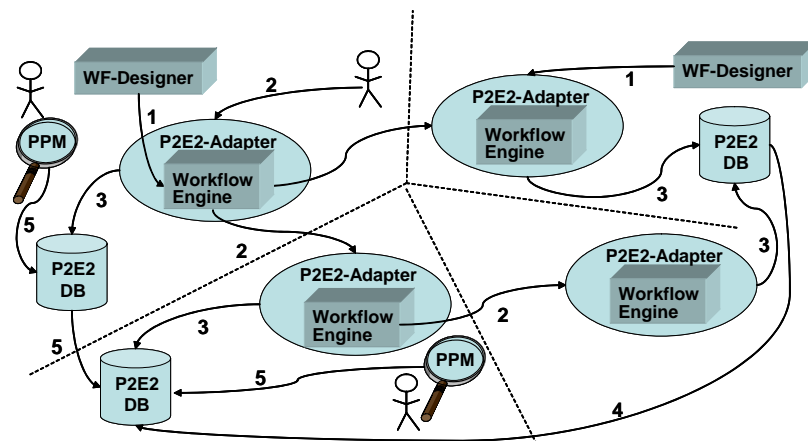 WF-Designer
2
1
WF-Designer
1
P2E2-Adapter
Workflow
Engine
PPM
P2E2-Adapter
Workflow
Engine
P2E2
DB
3
3
5
P2E2
DB
2
P2E2-Adapter
Workflow
Engine
P2E2-Adapter
Workflow
Engine
3
3
2
5
P2E2
DB
5
PPM
4